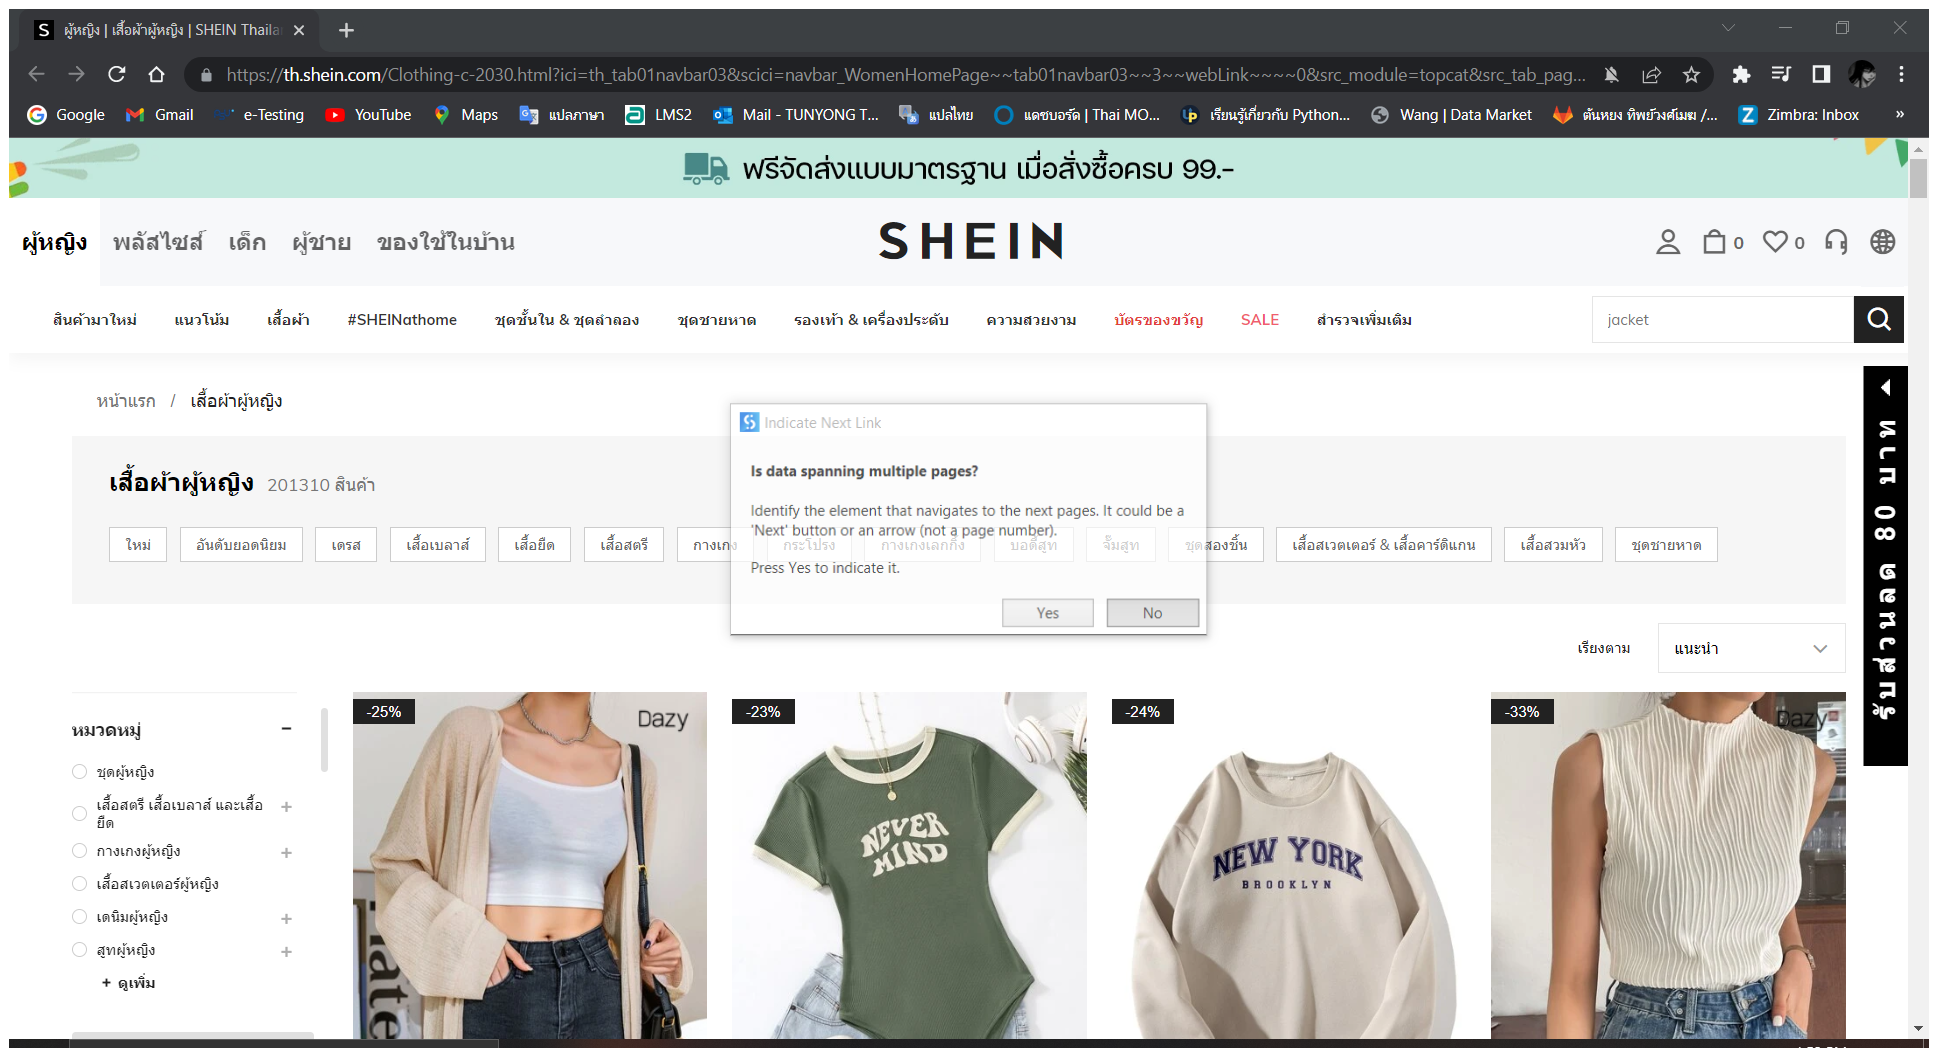 ผู้หญิง | เสื้อผ้าผู้หญิง | SHEIN Thaila
https://th.shein.com/Clothing-c-2030.html?ici=th_tab01navbar03&scici=navbar_WomenHomePage~~tab01navbar03~~3~~webLink~~~~0&src_module=topcat&src_tab_pag...
Google Gmail e-Testing YouTube Maps แปลภาษา LMS2 Mail - TUNYONG T... แปลไทย แดชบอร์ด | Thai MO... เรียนรู้เกี่ยวกับ Python... Wang | Data Market ต้นหยง ทิพย์วงศ์เมฆ /... Zimbra: Inbox »
ฟรีจัดส่งแบบมาตรฐาน เมื่อสั่งซื้อครบ 99.-
ผู้หญิง พลัสไซส์ เด็ก ผู้ชาย ของใช้ในบ้าน SHEIN 0 0
สินค้ามาใหม่ แนวโน้ม เสื้อผ้า #SHEINathome ชุดชั้นใน & ชุดลำลอง ชุดชายหาด รองเท้า & เครื่องประดับ ความสวยงาม บัตรของขวัญ SALE สำรวจเพิ่มเติม jacket
หน้าแรก / เสื้อผ้าผู้หญิง
เสื้อผ้าผู้หญิง 201310 สินค้า
ใหม่ อันดับยอดนิยม เดรส เสื้อเบลาส์ เสื้อยืด เสื้อสตรี กางเกง กระโปรง กางเกงเลกกิ้ง บอดี้สูท จั๊มสูท ชุดสองชิ้น เสื้อสเวตเตอร์ & เสื้อคาร์ดิแกน เสื้อสวมหัว ชุดชายหาด
Indicate Next Link
Is data spanning multiple pages?
Identify the element that navigates to the next pages. It could be a
'Next' button or an arrow (not a page number).
Press Yes to indicate it.
Yes No
รับส่วนลด 80 บาท
เรียงตาม แนะนำ
หมวดหมู่
ชุดผู้หญิง
เสื้อสตรี เสื้อเบลาส์ และเสื้อ
ยืด
กางเกงผู้หญิง
เสื้อสเวตเตอร์ผู้หญิง
เดนิมผู้หญิง
สูทผู้หญิง
+ ดูเพิ่ม
-25% Dazy
-23%
NEVER
MIND
-24%
NEW YORK
BROOKLYN
-33% Dazy